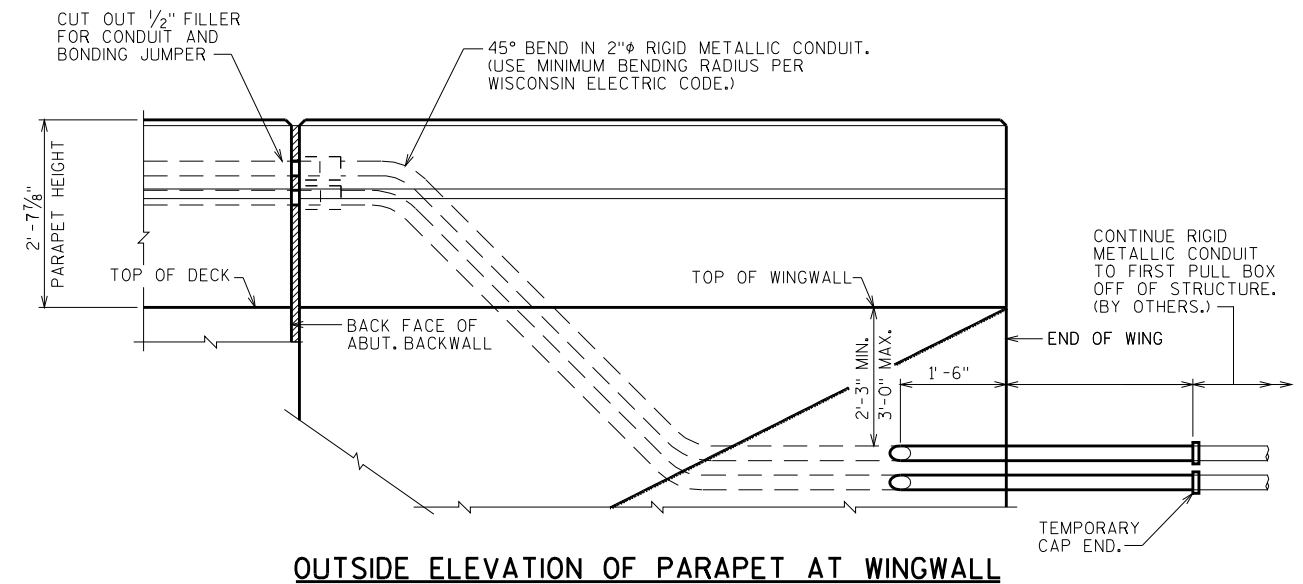 CUT OUT 1/2" FILLER
FOR CONDUIT AND
BONDING JUMPER
45° BEND IN 2"ϕ RIGID METALLIC CONDUIT.
(USE MINIMUM BENDING RADIUS PER
WISCONSIN ELECTRIC CODE.)
2'-7 7/8"
PARAPET HEIGHT
TOP OF DECK
TOP OF WINGWALL
CONTINUE RIGID
METALLIC CONDUIT
TO FIRST PULL BOX
OFF OF STRUCTURE.
(BY OTHERS.)
BACK FACE OF
ABUT. BACKWALL
END OF WING
2'-3" MIN.
3'-0" MAX.
1'-6"
TEMPORARY
CAP END.
OUTSIDE ELEVATION OF PARAPET AT WINGWALL